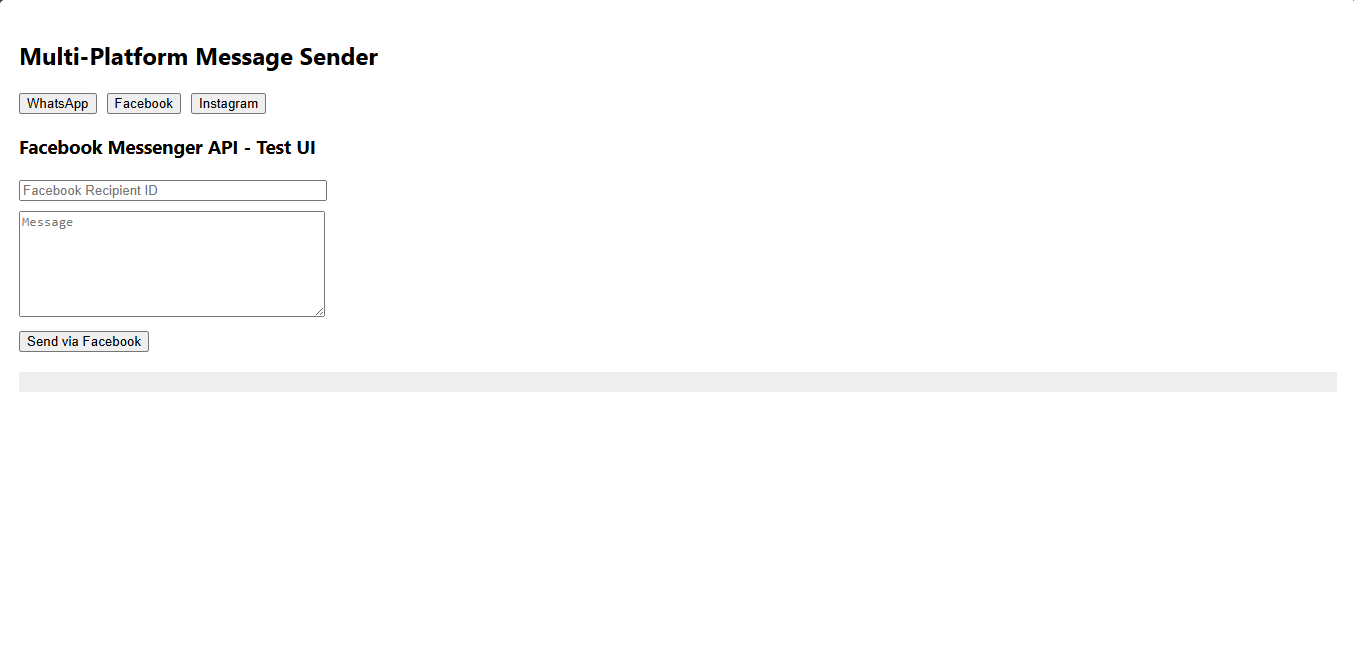 Multi-Platform Message Sender
WhatsApp Facebook Instagram
Facebook Messenger API - Test UI
Facebook Recipient ID
Message
Send via Facebook